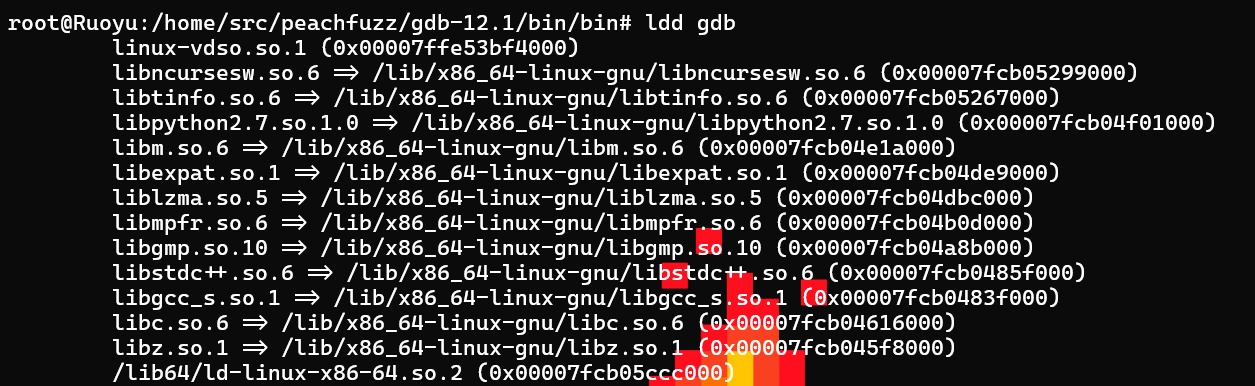 root@Ruoyu:/home/src/peachfuzz/gdb-12.1/bin/bin# ldd gdb
linux-vdso.so.1 (0x00007ffe53bf4000)
libncursesw.so.6 => /lib/x86_64-linux-gnu/libncursesw.so.6 (0x00007fcb05299000)
libtinfo.so.6 => /lib/x86_64-linux-gnu/libtinfo.so.6 (0x00007fcb05267000)
libpython2.7.so.1.0 => /lib/x86_64-linux-gnu/libpython2.7.so.1.0 (0x00007fcb04f01000)
libm.so.6 => /lib/x86_64-linux-gnu/libm.so.6 (0x00007fcb04e1a000)
libexpat.so.1 => /lib/x86_64-linux-gnu/libexpat.so.1 (0x00007fcb04de9000)
liblzma.so.5 => /lib/x86_64-linux-gnu/liblzma.so.5 (0x00007fcb04dbc000)
libmpfr.so.6 => /lib/x86_64-linux-gnu/libmpfr.so.6 (0x00007fcb04b0d000)
libgmp.so.10 => /lib/x86_64-linux-gnu/libgmp.so.10 (0x00007fcb04a8b000)
libstdc++.so.6 => /lib/x86_64-linux-gnu/libstdc++.so.6 (0x00007fcb0485f000)
libgcc_s.so.1 => /lib/x86_64-linux-gnu/libgcc_s.so.1 (0x00007fcb0483f000)
libc.so.6 => /lib/x86_64-linux-gnu/libc.so.6 (0x00007fcb04616000)
libz.so.1 => /lib/x86_64-linux-gnu/libz.so.1 (0x00007fcb045f8000)
/lib64/ld-linux-x86-64.so.2 (0x00007fcb05ccc000)